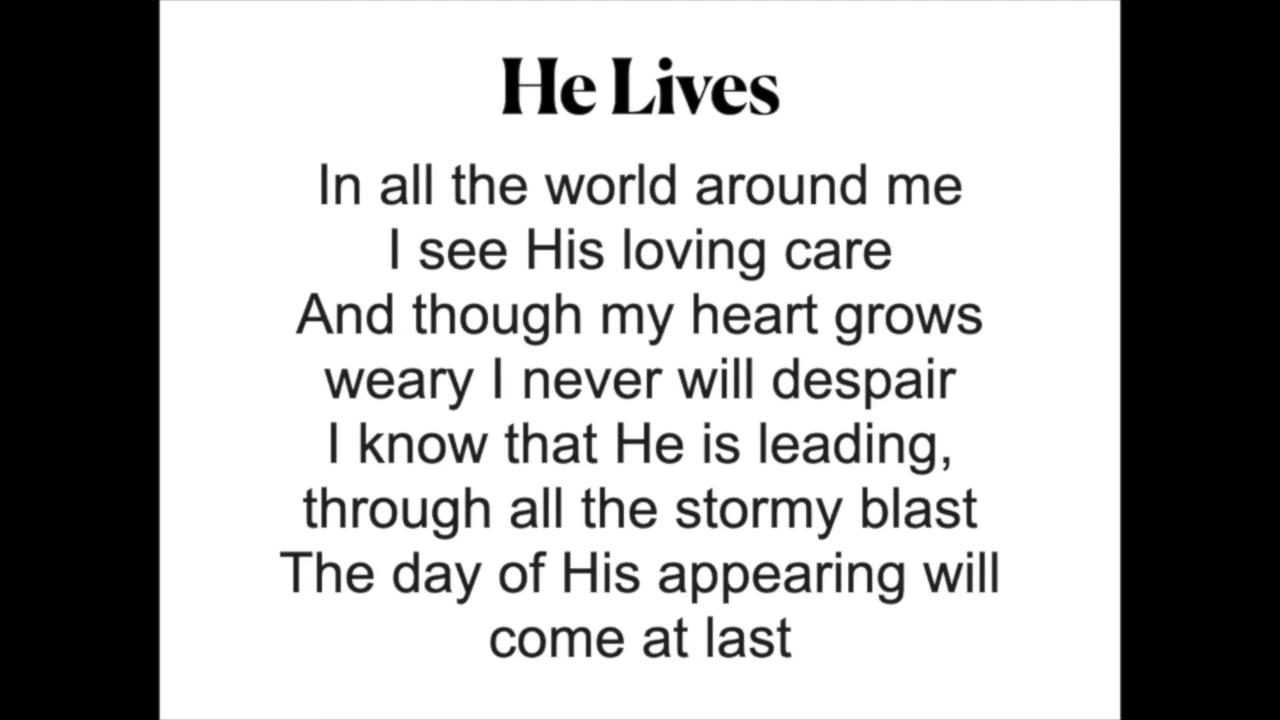 He Lives
In all the world around me
I see His loving care
And though my heart grows
weary I never will despair
I know that He is leading,
through all the stormy blast
The day of His appearing will
come at last